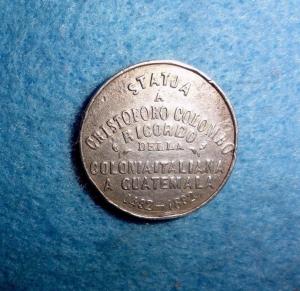 STATUA
A
CRISTOFORO COLOMBO
RICORDO
DELLA
COLONIA ITALIANA
A GUATEMALA
1492-1892